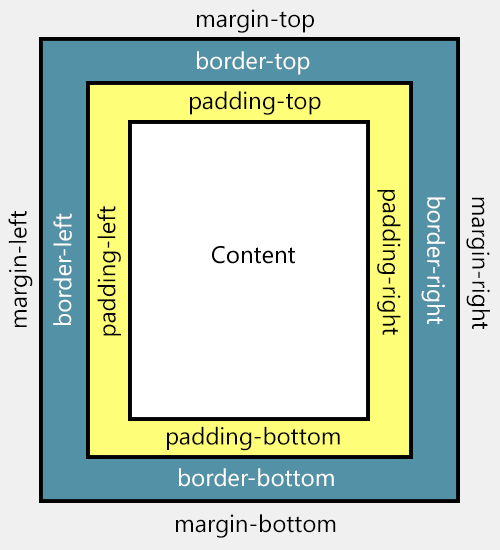 margin-top
border-top
padding-top
margin-left
border-left
padding-left
Content
padding-right
border-right
margin-right
padding-bottom
border-bottom
margin-bottom